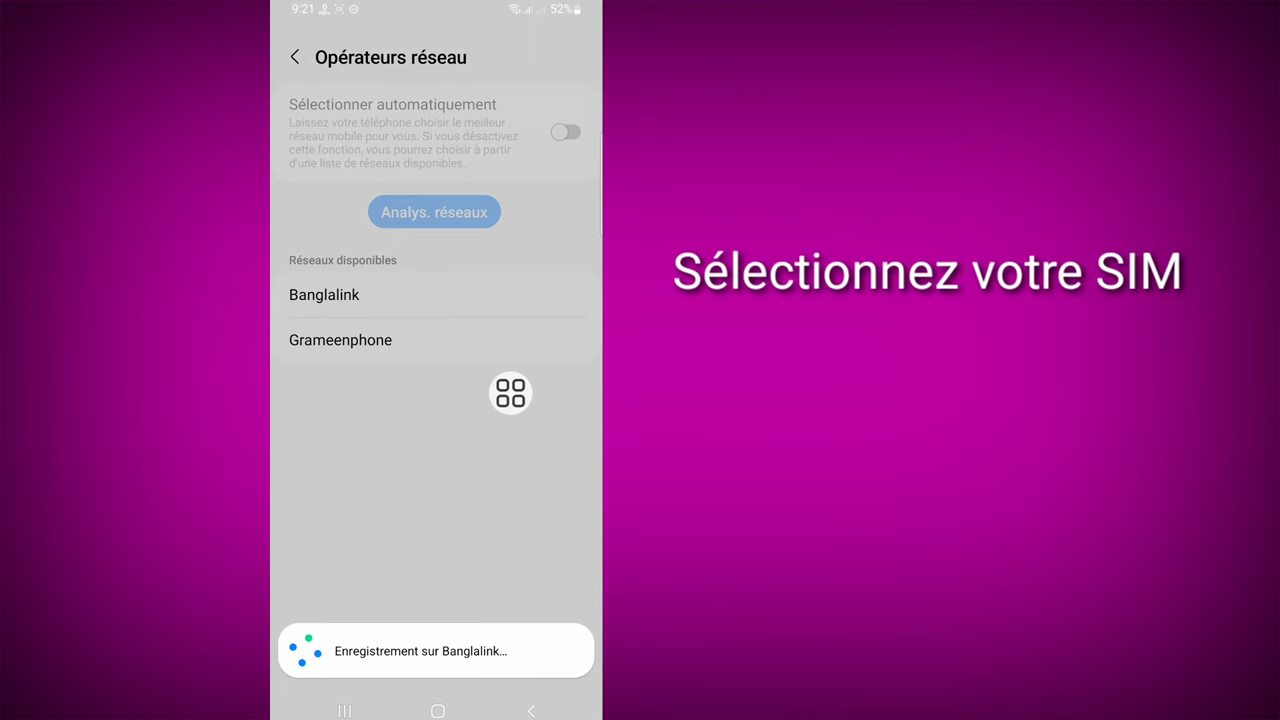 9:21
52%
Opérateurs réseau
Sélectionner automatiquement
Laissez votre téléphone choisir le meilleur
réseau mobile pour vous. Si vous désactivez
cette fonction, vous pourrez choisir à partir
d'une liste de réseaux disponibles.
Analys. réseaux
Réseaux disponibles
Banglalink
Grameenphone
Enregistrement sur Banglalink...
Sélectionnez votre SIM